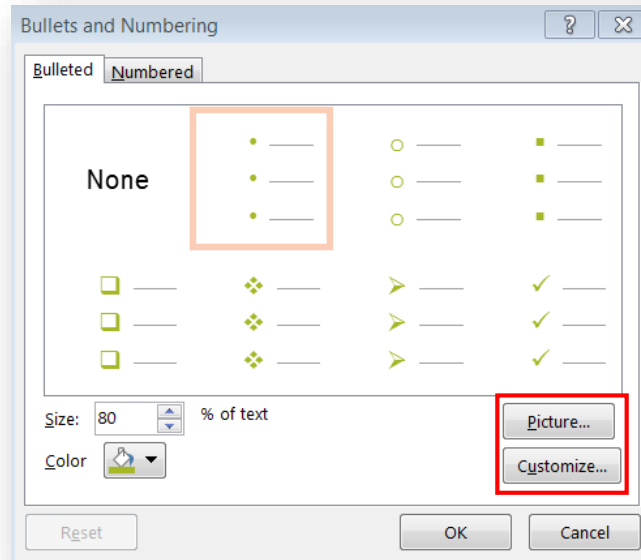 Bullets and Numbering
Bulleted Numbered
None
Size: 80 % of text
Picture...
Color
Customize...
Reset OK Cancel